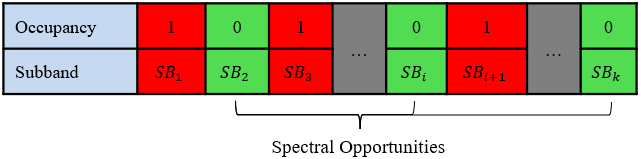 Occupancy 1 0 1 ... 0 1 ... 0
Subband SB₁ SB₂ SB₃ SBᵢ SBᵢ₊₁ SBₖ
Spectral Opportunities